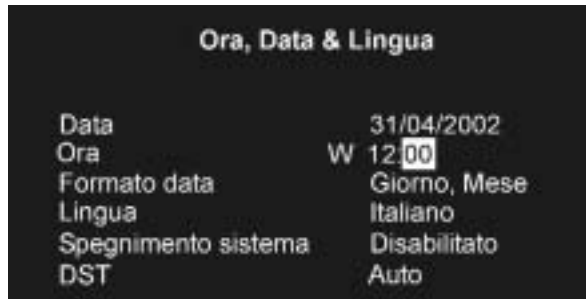 Ora, Data & Lingua
Data 31/04/2002
Ora W 12:00
Formato data Giorno, Mese
Lingua Italiano
Spegnimento sistema Disabilitato
DST Auto